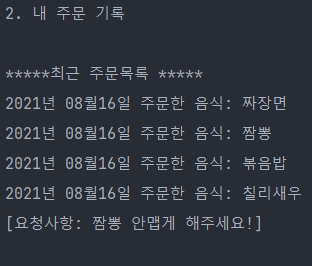 2. 내 주문 기록
*****최근 주문목록 *****
2021년 08월16일 주문한 음식: 짜장면
2021년 08월16일 주문한 음식: 짬뽕
2021년 08월16일 주문한 음식: 볶음밥
2021년 08월16일 주문한 음식: 칠리새우
[요청사항: 짬뽕 안맵게 해주세요!]